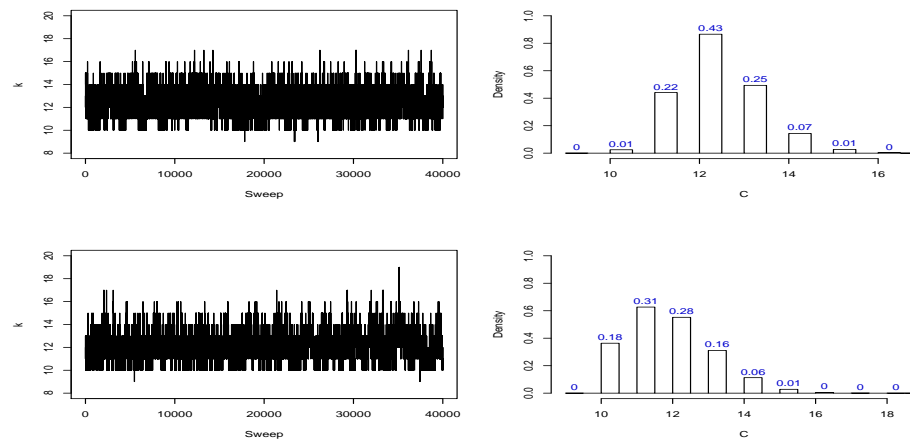 k
8 10 12 14 16 18 20
0 10000 20000 30000 40000
Sweep
Density
0.0 0.2 0.4 0.6 0.8 1.0
0 0.01 0.22 0.43 0.25 0.07 0.01 0
10 12 14 16
C
k
8 10 12 14 16 18 20
0 10000 20000 30000 40000
Sweep
Density
0.0 0.2 0.4 0.6 0.8 1.0
0 0.18 0.31 0.28 0.16 0.06 0.01 0 0 0
10 12 14 16 18
C